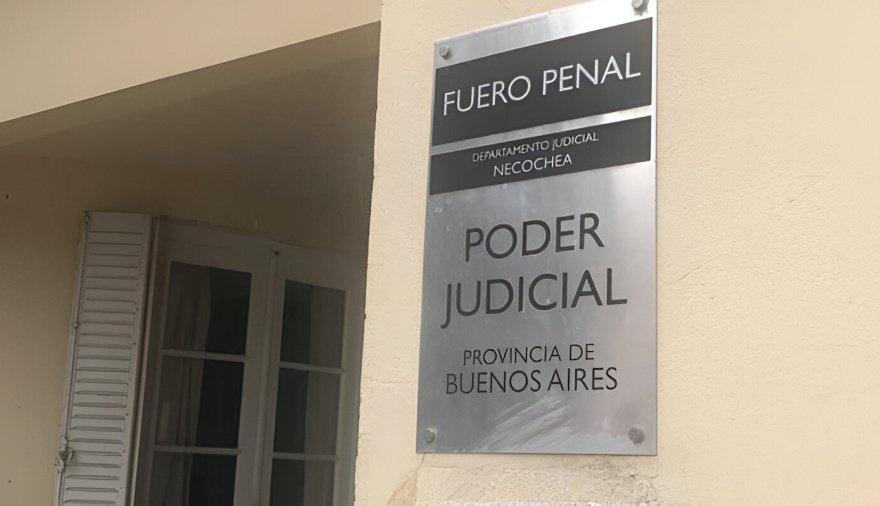 FUERO PENAL
DEPARTAMENTO JUDICIAL
NECOCHEA
PODER
JUDICIAL
PROVINCIA DE
BUENOS AIRES